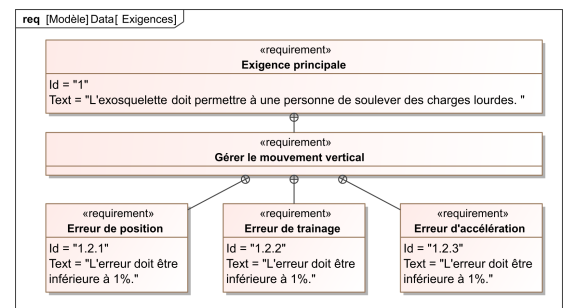 req [Modèle] Data[ Exigences]
«requirement»
Exigence principale
Id = "1"
Text = "L'exosquelette doit permettre à une personne de soulever des charges lourdes. "
«requirement»
Gérer le mouvement vertical
«requirement»
Erreur de position
Id = "1.2.1"
Text = "L'erreur doit être
inférieure à 1%."
«requirement»
Erreur de trainage
Id = "1.2.2"
Text = "L'erreur doit être
inférieure à 1%."
«requirement»
Erreur d'accélération
Id = "1.2.3"
Text = "L'erreur doit être
inférieure à 1%."